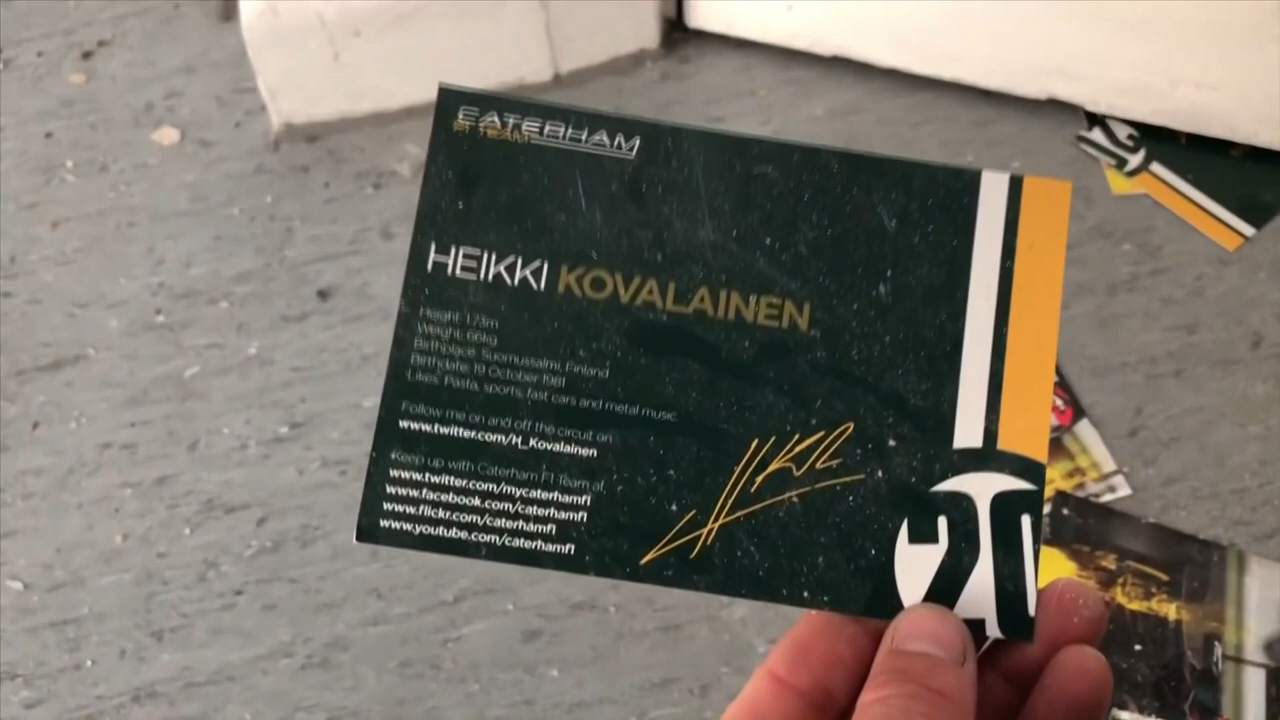 CATERHAM
F1 TEAM
HEIKKI KOVALAINEN
Height: 1.73m
Weight: 66kg
Birthplace: Suomussalmi, Finland
Birthdate: 19 October 1981
Likes: Pasta, sports, fast cars and metal music.
Follow me on and off the circuit on
www.twitter.com/H_Kovalainen
Keep up with Caterham F1 Team at,
www.twitter.com/mycaterhamf1
www.facebook.com/caterhamf1
www.flickr.com/caterhamf1
www.youtube.com/caterhamf1
20